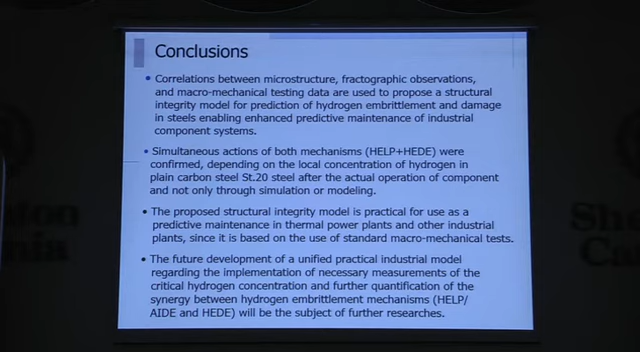 Conclusions
• Correlations between microstructure, fractographic observations,
and macro-mechanical testing data are used to propose a structural
integrity model for prediction of hydrogen embrittlement and damage
in steels enabling enhanced predictive maintenance of industrial
component systems.
• Simultaneous actions of both mechanisms (HELP+HEDE) were
confirmed, depending on the local concentration of hydrogen in
plain carbon steel St.20 steel after the actual operation of component
and not only through simulation or modeling.
• The proposed structural integrity model is practical for use as a
predictive maintenance in thermal power plants and other industrial
plants, since it is based on the use of standard macro-mechanical tests.
• The future development of a unified practical industrial model
regarding the implementation of necessary measurements of the
critical hydrogen concentration and further quantification of the
synergy between hydrogen embrittlement mechanisms (HELP/
AIDE and HEDE) will be the subject of further researches.